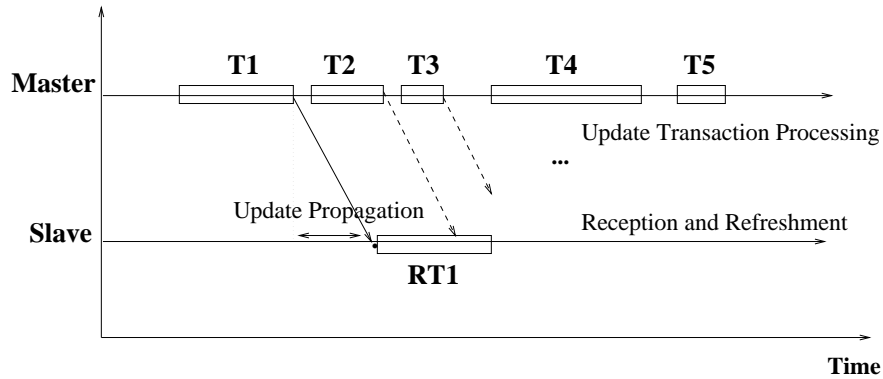 T1 T2 T3 T4 T5
Master
Update Transaction Processing
...
Update Propagation
Reception and Refreshment
Slave
RT1
Time